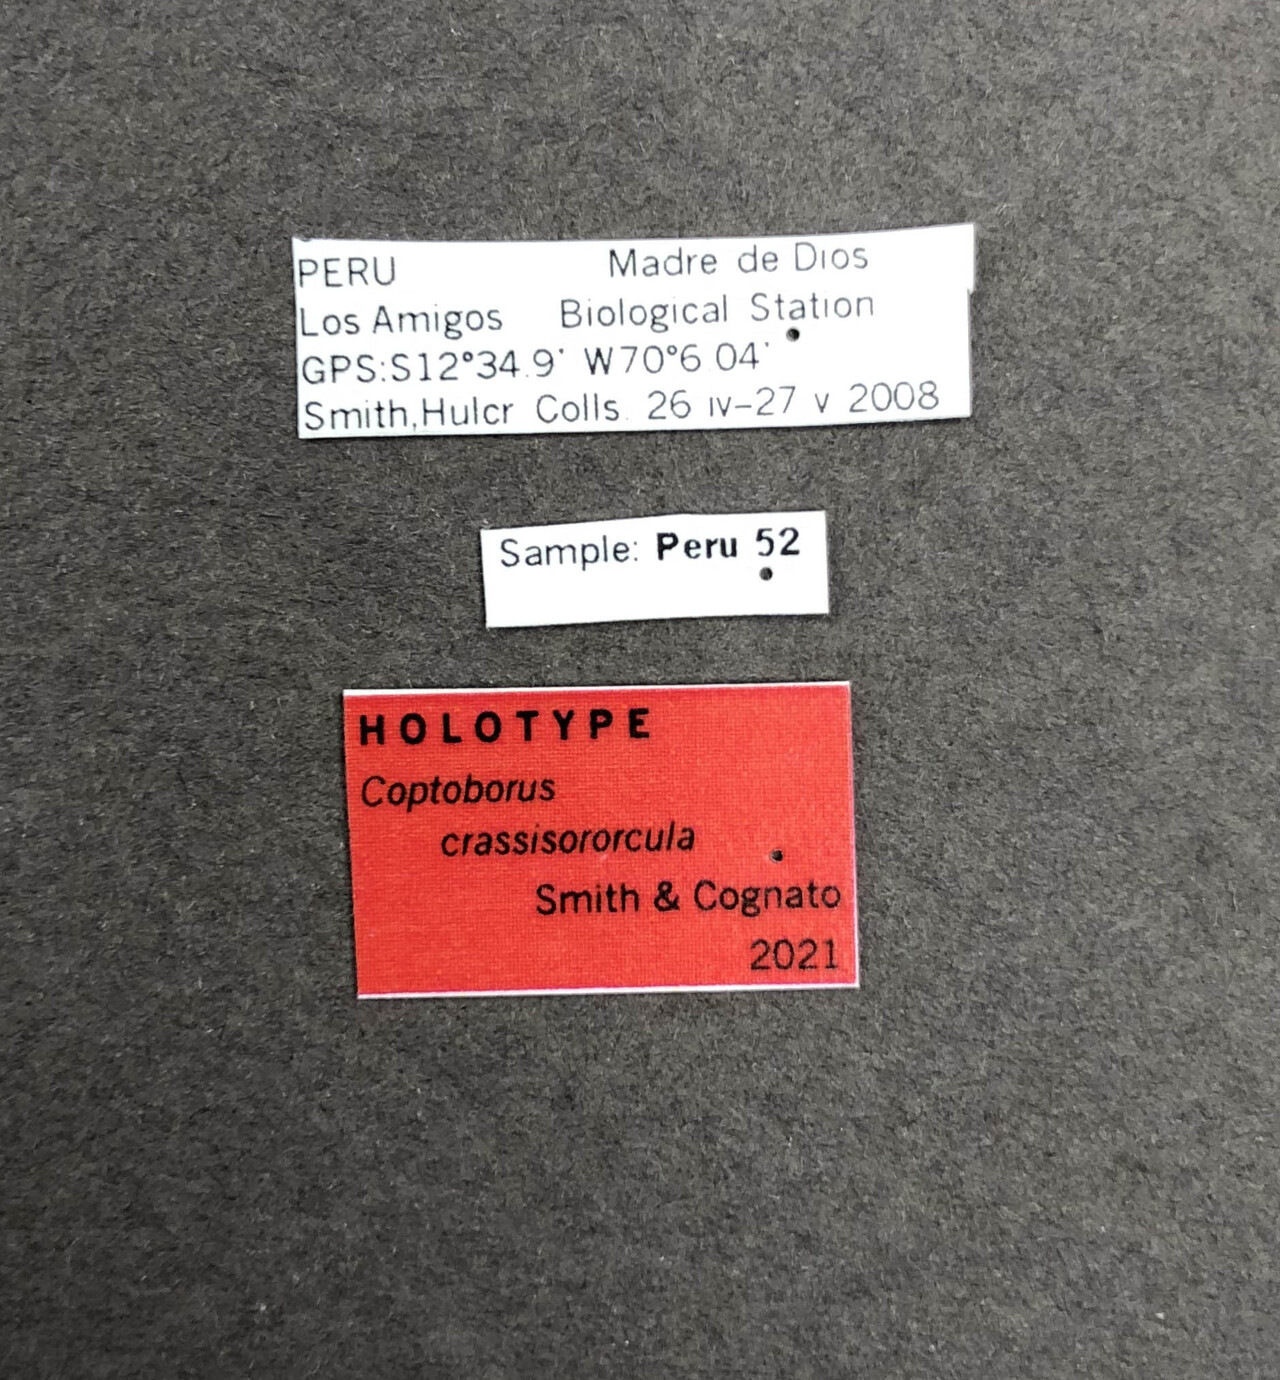 PERU Madre de Dios
Los Amigos Biological Station
GPS:S12°34.9' W70°6.04'
Smith,Hulcr Colls. 26 iv-27 v 2008
Sample: Peru 52
HOLOTYPE
Coptoborus
crassisororcula
Smith & Cognato
2021